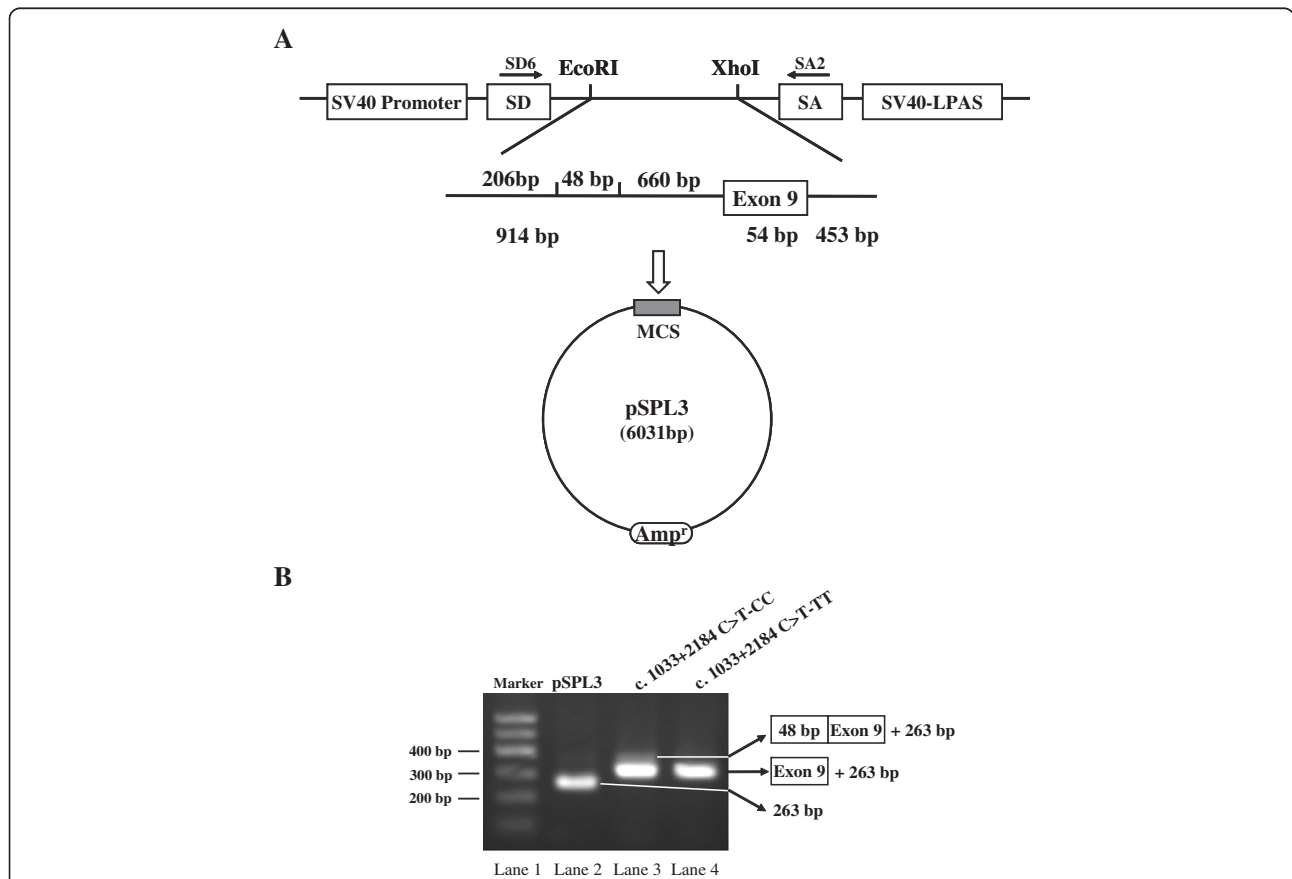 A
SD6
EcoRI
XhoI
SA2
SV40 Promoter
SD
SA
SV40-LPAS
206bp
48 bp
660 bp
Exon 9
914 bp
54 bp
453 bp
MCS
pSPL3
(6031bp)
Ampr
B
c. 1033+2184 C>T-CC
c. 1033+2184 C>T-TT
Marker
pSPL3
48 bp Exon 9 + 263 bp
400 bp
300 bp
Exon 9 + 263 bp
200 bp
263 bp
Lane 1 Lane 2 Lane 3 Lane 4